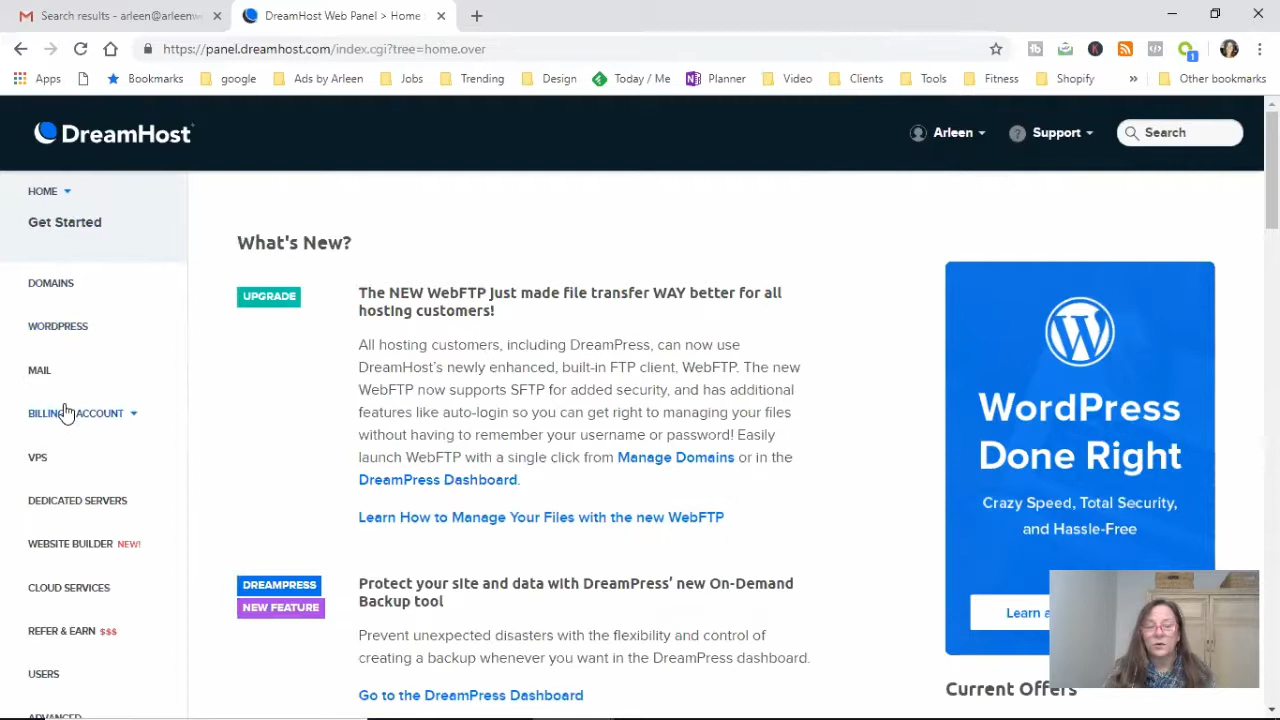 Search results - arleen@arleenw
DreamHost Web Panel > Home
https://panel.dreamhost.com/index.cgi?tree=home.over
Apps
Bookmarks
google
Ads by Arleen
Jobs
Trending
Design
Today / Me
Planner
Video
Clients
Tools
Fitness
Shopify
»
Other bookmarks
DreamHost
Arleen
Support
Search
HOME
Get Started
DOMAINS
WORDPRESS
MAIL
BILLING ACCOUNT
VPS
DEDICATED SERVERS
WEBSITE BUILDER NEW!
CLOUD SERVICES
REFER & EARN $$$
USERS
ADVANCED
What's New?
UPGRADE
The NEW WebFTP just made file transfer WAY better for all
hosting customers!
All hosting customers, including DreamPress, can now use
DreamHost's newly enhanced, built-in FTP client, WebFTP. The new
WebFTP now supports SFTP for added security, and has additional
features like auto-login so you can get right to managing your files
without having to remember your username or password! Easily
launch WebFTP with a single click from Manage Domains or in the
DreamPress Dashboard.
Learn How to Manage Your Files with the new WebFTP
DREAMPRESS
NEW FEATURE
Protect your site and data with DreamPress' new On-Demand
Backup tool
Prevent unexpected disasters with the flexibility and control of
creating a backup whenever you want in the DreamPress dashboard.
Go to the DreamPress Dashboard
WordPress
Done Right
Crazy Speed, Total Security,
and Hassle-Free
Learn
Current Offers